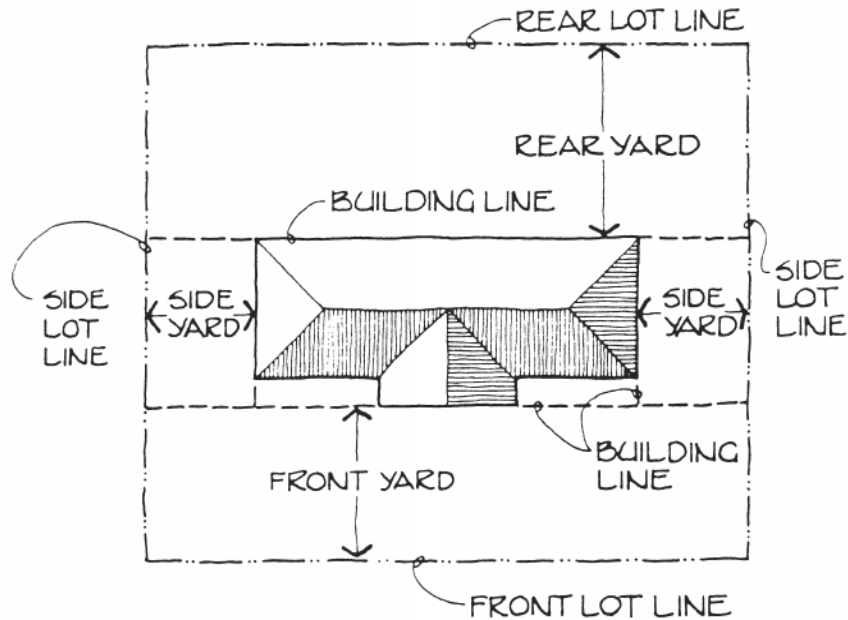 REAR LOT LINE
REAR YARD
BUILDING LINE
SIDE
LOT
LINE
SIDE
YARD
SIDE
YARD
SIDE
LOT
LINE
BUILDING
LINE
FRONT YARD
FRONT LOT LINE